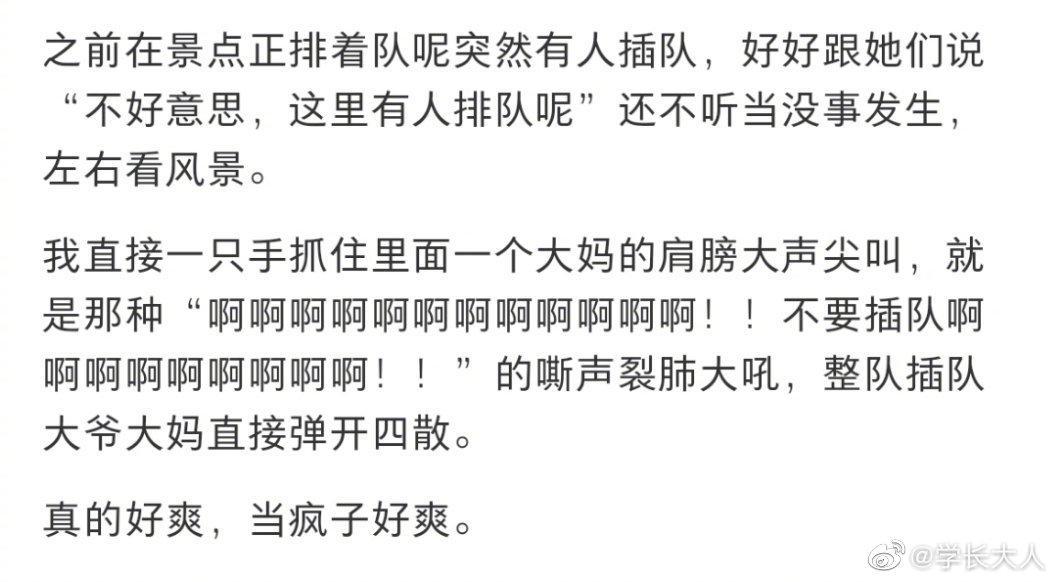 之前在景点正排着队呢突然有人插队，好好跟她们说
“不好意思，这里有人排队呢”还不听当没事发生，
左右看风景。
我直接一只手抓住里面一个大妈的肩膀大声尖叫，就
是那种“啊啊啊啊啊啊啊啊啊啊啊啊！！不要插队啊
啊啊啊啊啊啊啊啊！！”的嘶声裂肺大吼，整队插队
大爷大妈直接弹开四散。
真的好爽，当疯子好爽。
@学长大人